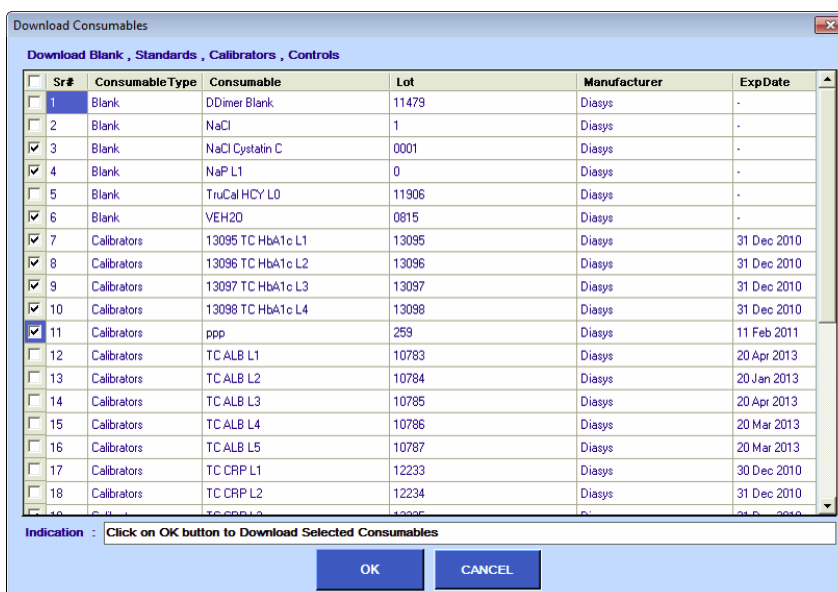 Download Consumables
Download Blank , Standards , Calibrators , Controls
Sr# ConsumableType Consumable Lot Manufacturer ExpDate
1 Blank DDimer Blank 11479 Diasys -
2 Blank NaCl 1 Diasys -
3 Blank NaCl Cystatin C 0001 Diasys -
4 Blank NaP L1 0 Diasys -
5 Blank TruCal HCY L0 11906 Diasys -
6 Blank VEH2O 0815 Diasys -
7 Calibrators 13095 TC HbA1c L1 13095 Diasys 31 Dec 2010
8 Calibrators 13096 TC HbA1c L2 13096 Diasys 31 Dec 2010
9 Calibrators 13097 TC HbA1c L3 13097 Diasys 31 Dec 2010
10 Calibrators 13098 TC HbA1c L4 13098 Diasys 31 Dec 2010
11 Calibrators ppp 259 Diasys 11 Feb 2011
12 Calibrators TC ALB L1 10783 Diasys 20 Apr 2013
13 Calibrators TC ALB L2 10784 Diasys 20 Jan 2013
14 Calibrators TC ALB L3 10785 Diasys 20 Apr 2013
15 Calibrators TC ALB L4 10786 Diasys 20 Mar 2013
16 Calibrators TC ALB L5 10787 Diasys 20 Mar 2013
17 Calibrators TC CRP L1 12233 Diasys 30 Dec 2010
18 Calibrators TC CRP L2 12234 Diasys 31 Dec 2010
Indication : Click on OK button to Download Selected Consumables
OK CANCEL